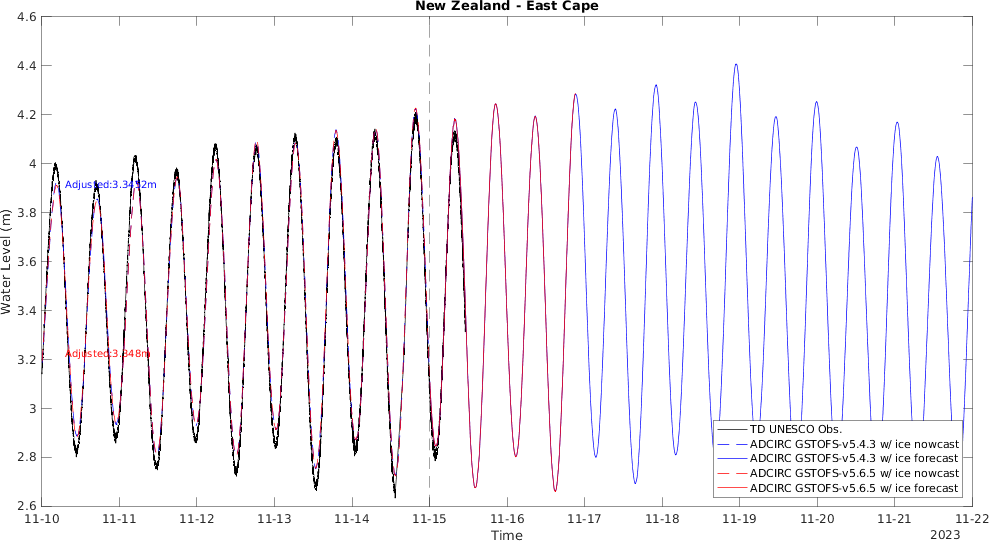 New Zealand - East Cape
4.6
4.4
4.2
4
3.8
3.6
3.4
3.2
3
2.8
2.6
Water Level (m)
Adjusted:3.3492m
Adjusted:3.348m
TD UNESCO Obs.
ADCIRC GSTOFS-v5.4.3 w/ ice nowcast
ADCIRC GSTOFS-v5.4.3 w/ ice forecast
ADCIRC GSTOFS-v5.6.5 w/ ice nowcast
ADCIRC GSTOFS-v5.6.5 w/ ice forecast
11-10 11-11 11-12 11-13 11-14 11-15 11-16 11-17 11-18 11-19 11-20 11-21 11-22
Time
2023